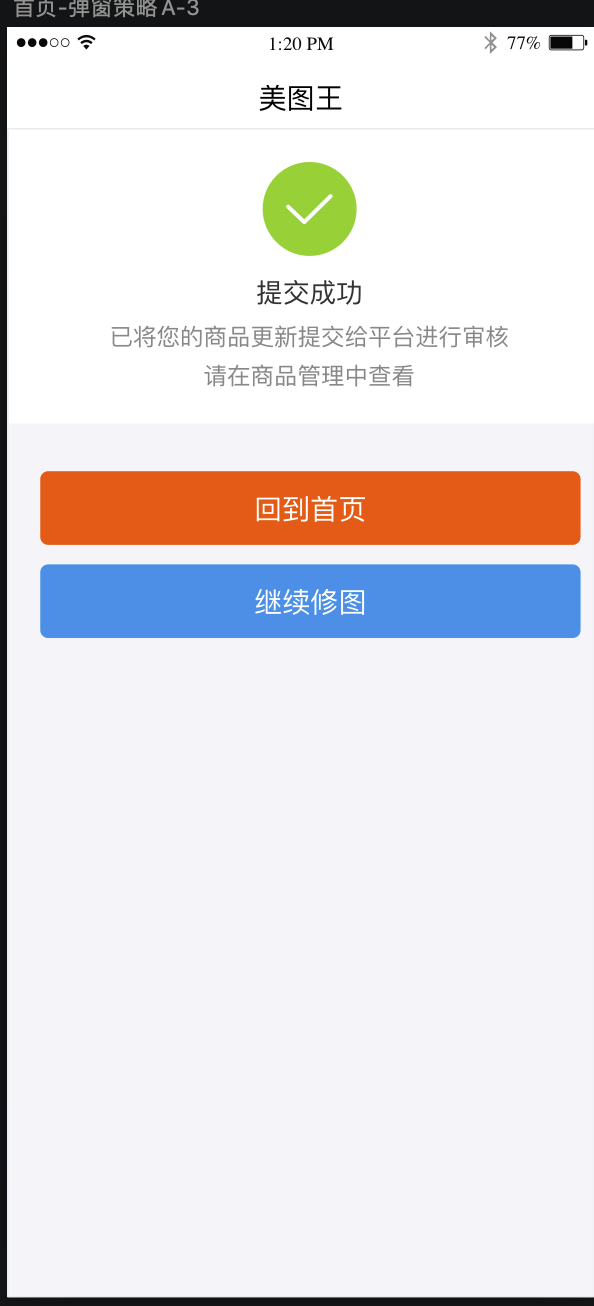 首页-弹窗策略A-3
1:20 PM
77%
美图王
提交成功
已将您的商品更新提交给平台进行审核
请在商品管理中查看
回到首页
继续修图